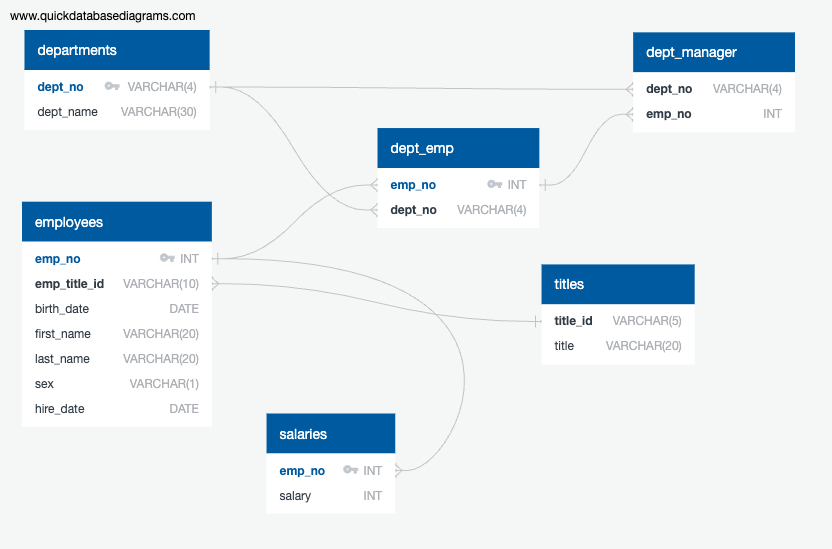 www.quickdatabasediagrams.com
departments
dept_no VARCHAR(4)
dept_name VARCHAR(30)
dept_manager
dept_no VARCHAR(4)
emp_no INT
dept_emp
emp_no INT
dept_no VARCHAR(4)
employees
emp_no INT
emp_title_id VARCHAR(10)
birth_date DATE
first_name VARCHAR(20)
last_name VARCHAR(20)
sex VARCHAR(1)
hire_date DATE
titles
title_id VARCHAR(5)
title VARCHAR(20)
salaries
emp_no INT
salary INT